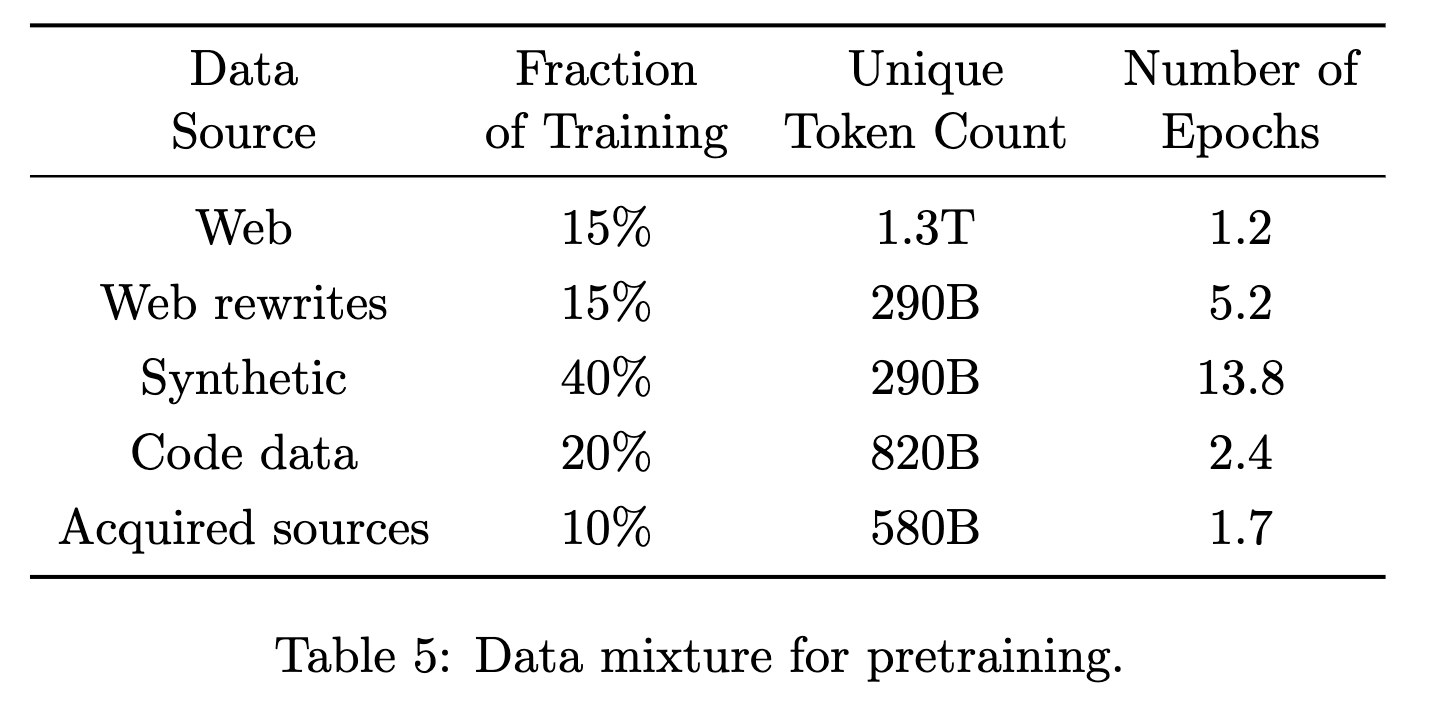 Data Fraction Unique Number of
Source of Training Token Count Epochs
Web 15% 1.3T 1.2
Web rewrites 15% 290B 5.2
Synthetic 40% 290B 13.8
Code data 20% 820B 2.4
Acquired sources 10% 580B 1.7
Table 5: Data mixture for pretraining.